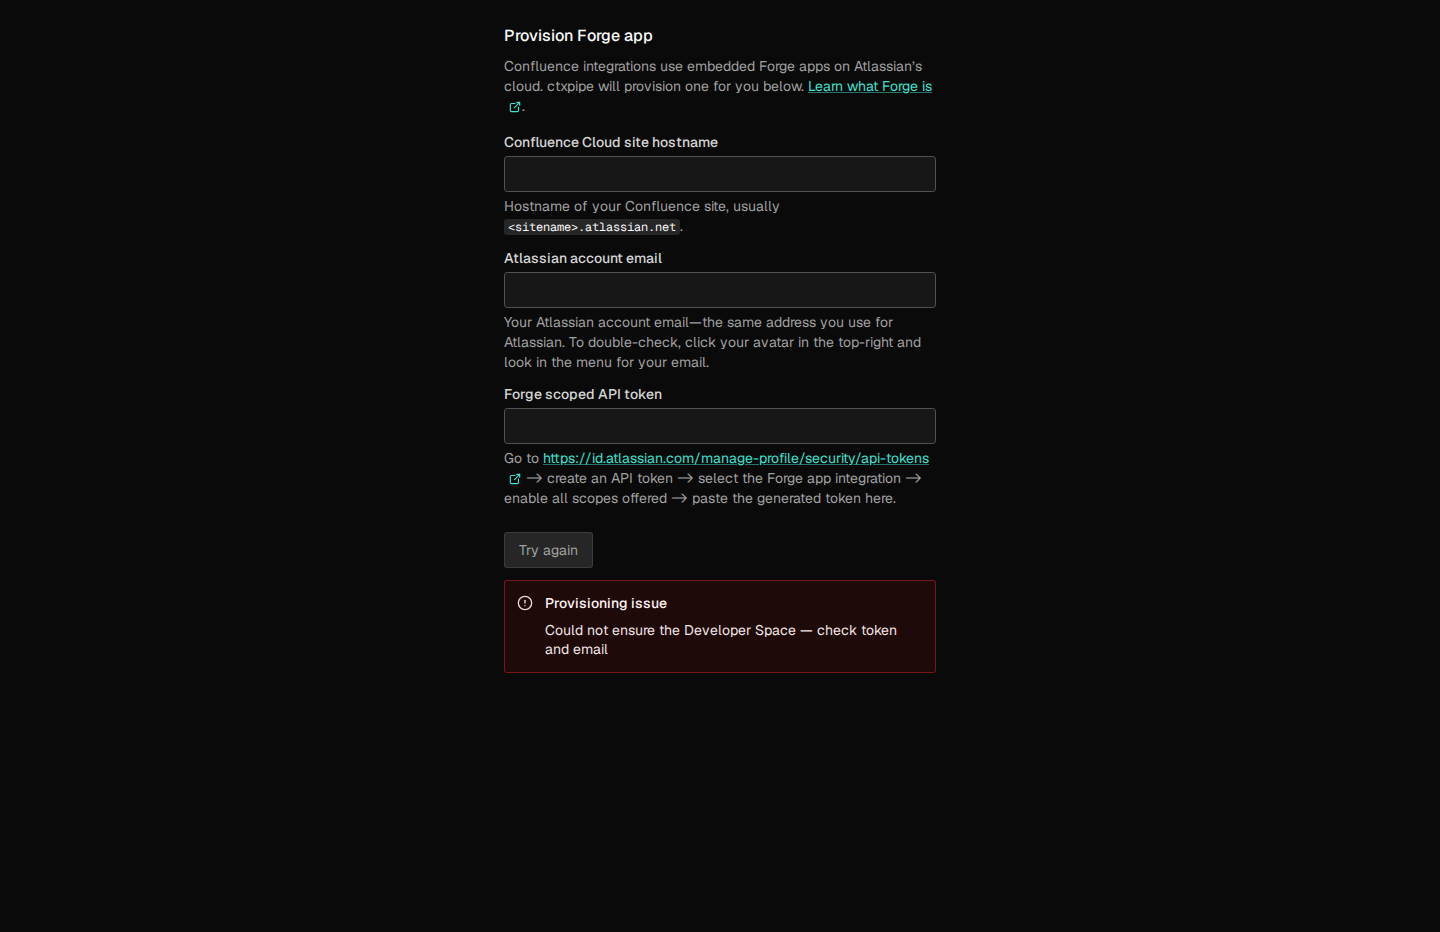 Provision Forge app
Confluence integrations use embedded Forge apps on Atlassian's
cloud. ctxpipe will provision one for you below. Learn what Forge is
.
Confluence Cloud site hostname
Hostname of your Confluence site, usually
<sitename>.atlassian.net.
Atlassian account email
Your Atlassian account email—the same address you use for
Atlassian. To double-check, click your avatar in the top-right and
look in the menu for your email.
Forge scoped API token
Go to https://id.atlassian.com/manage-profile/security/api-tokens
→ create an API token → select the Forge app integration →
enable all scopes offered → paste the generated token here.
Try again
Provisioning issue
Could not ensure the Developer Space — check token
and email